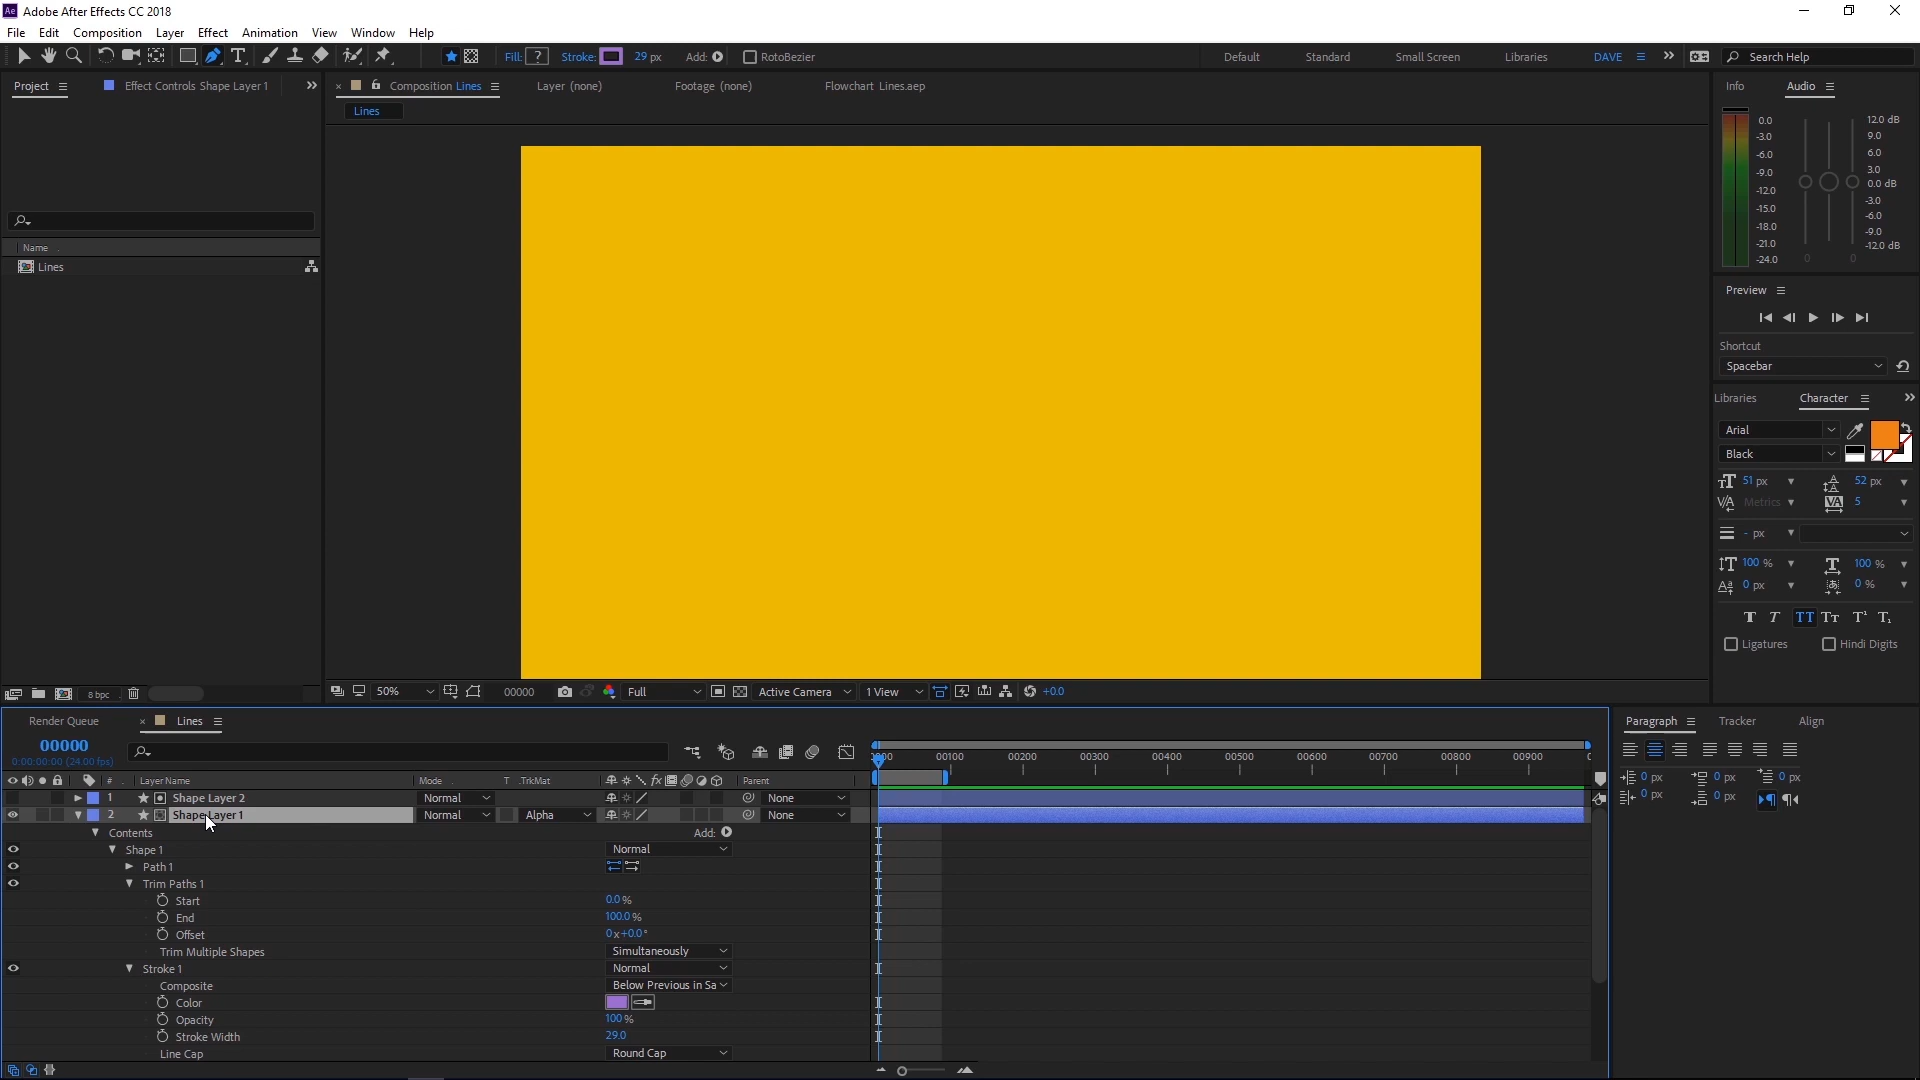 Adobe After Effects CC 2018
File Edit Composition Layer Effect Animation View Window Help
Fill: ? Stroke: 29 px Add: RotoBezier Default Standard Small Screen Libraries DAVE Search Help
Project Effect Controls Shape Layer 1 Composition Lines Layer (none) Footage (none) Flowchart Lines.aep Info Audio
Lines
0.0 12.0 dB
-3.0 9.0
-6.0 6.0
-9.0 3.0
-12.0 0.0 dB
-15.0 -3.0
-18.0 -6.0
-21.0 -9.0
-24.0 -12.0 dB
0 0
Name
Lines
Preview
Shortcut
Spacebar
Libraries Character
Arial
Black
51 px 52 px
Metrics 5
- px
100 % 100 %
0 px 0 %
Ligatures Hindi Digits
8 bpc 50% 00000 Full Active Camera 1 View +0.0
Render Queue Lines Paragraph Tracker Align
00000
0:00:00:00 (24.00 fps)
00100 00200 00300 00400 00500 00600 00700 00800 00900
# Layer Name Mode T .TrkMat Parent
0 px 0 px 0 px
0 px 0 px
1 Shape Layer 2 Normal None
2 Shape Layer 1 Normal Alpha None
Contents Add:
Shape 1 Normal
Path 1
Trim Paths 1
Start 0.0 %
End 100.0 %
Offset 0 x +0.0 °
Trim Multiple Shapes Simultaneously
Stroke 1 Normal
Composite Below Previous in Sa
Color
Opacity 100 %
Stroke Width 29.0
Line Cap Round Cap